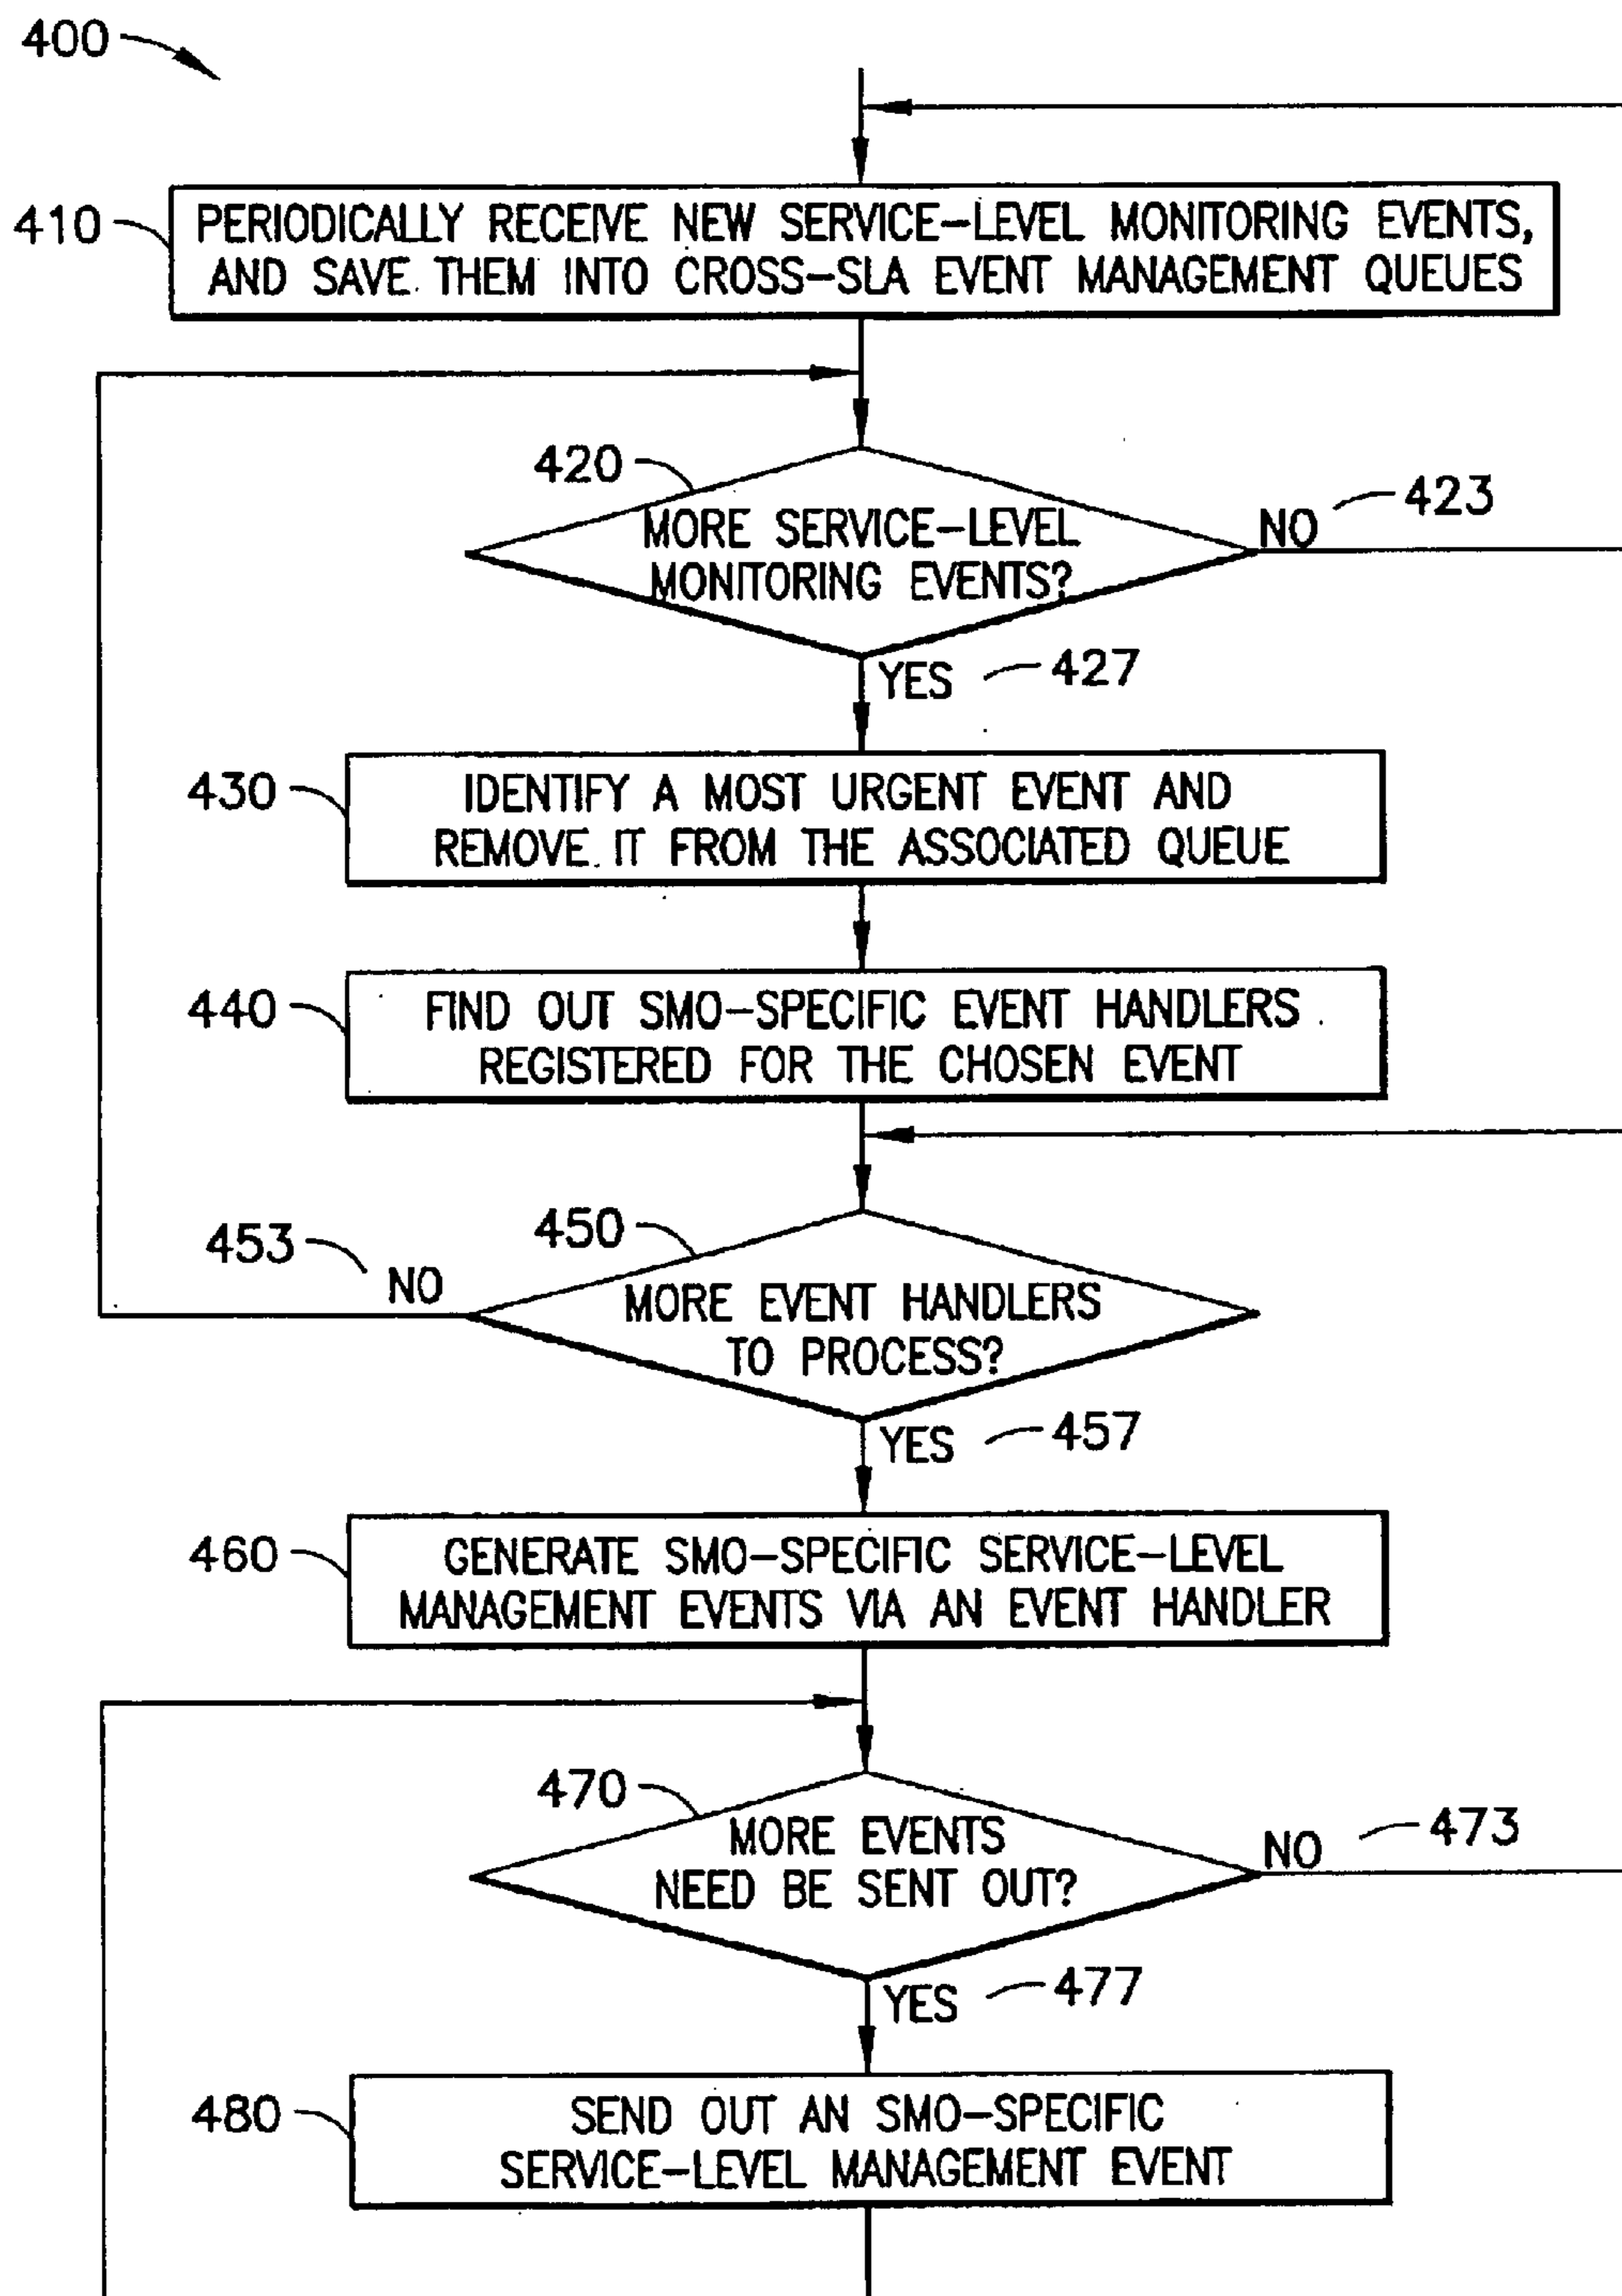 400
410
PERIODICALLY RECEIVE NEW SERVICE-LEVEL MONITORING EVENTS,
AND SAVE THEM INTO CROSS-SLA EVENT MANAGEMENT QUEUES
420
MORE SERVICE-LEVEL
MONITORING EVENTS?
NO
423
YES
427
430
IDENTIFY A MOST URGENT EVENT AND
REMOVE IT FROM THE ASSOCIATED QUEUE
440
FIND OUT SMO-SPECIFIC EVENT HANDLERS
REGISTERED FOR THE CHOSEN EVENT
453
NO
450
MORE EVENT HANDLERS
TO PROCESS?
YES
457
460
GENERATE SMO-SPECIFIC SERVICE-LEVEL
MANAGEMENT EVENTS VIA AN EVENT HANDLER
470
MORE EVENTS
NEED BE SENT OUT?
NO
473
YES
477
480
SEND OUT AN SMO-SPECIFIC
SERVICE-LEVEL MANAGEMENT EVENT